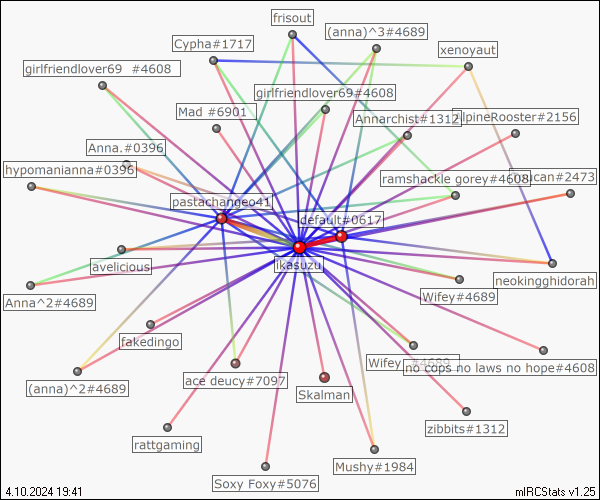 frisout
(anna)^3#4689
Cypha#1717
xenoyaut
girlfriendlover69 #4608
girlfriendlover69#4608
Mad #6901
Annarchist#1312
AlpineRooster#2156
Anna.#0396
hypomanianna#0396
ramshackle gorey#4608
#2473
pastachangeo41
default#0617
ikasuzu
avelicious
neokingghidorah
Anna^2#4689
Wifey#4689
fakedingo
Wifey #4689
no cops no laws no hope#4608
(anna)^2#4689
ace deucy#7097
Skalman
zibbits#1312
rattgaming
Mushy#1984
Soxy Foxy#5076
4.10.2024 19:41
mIRCStats v1.25